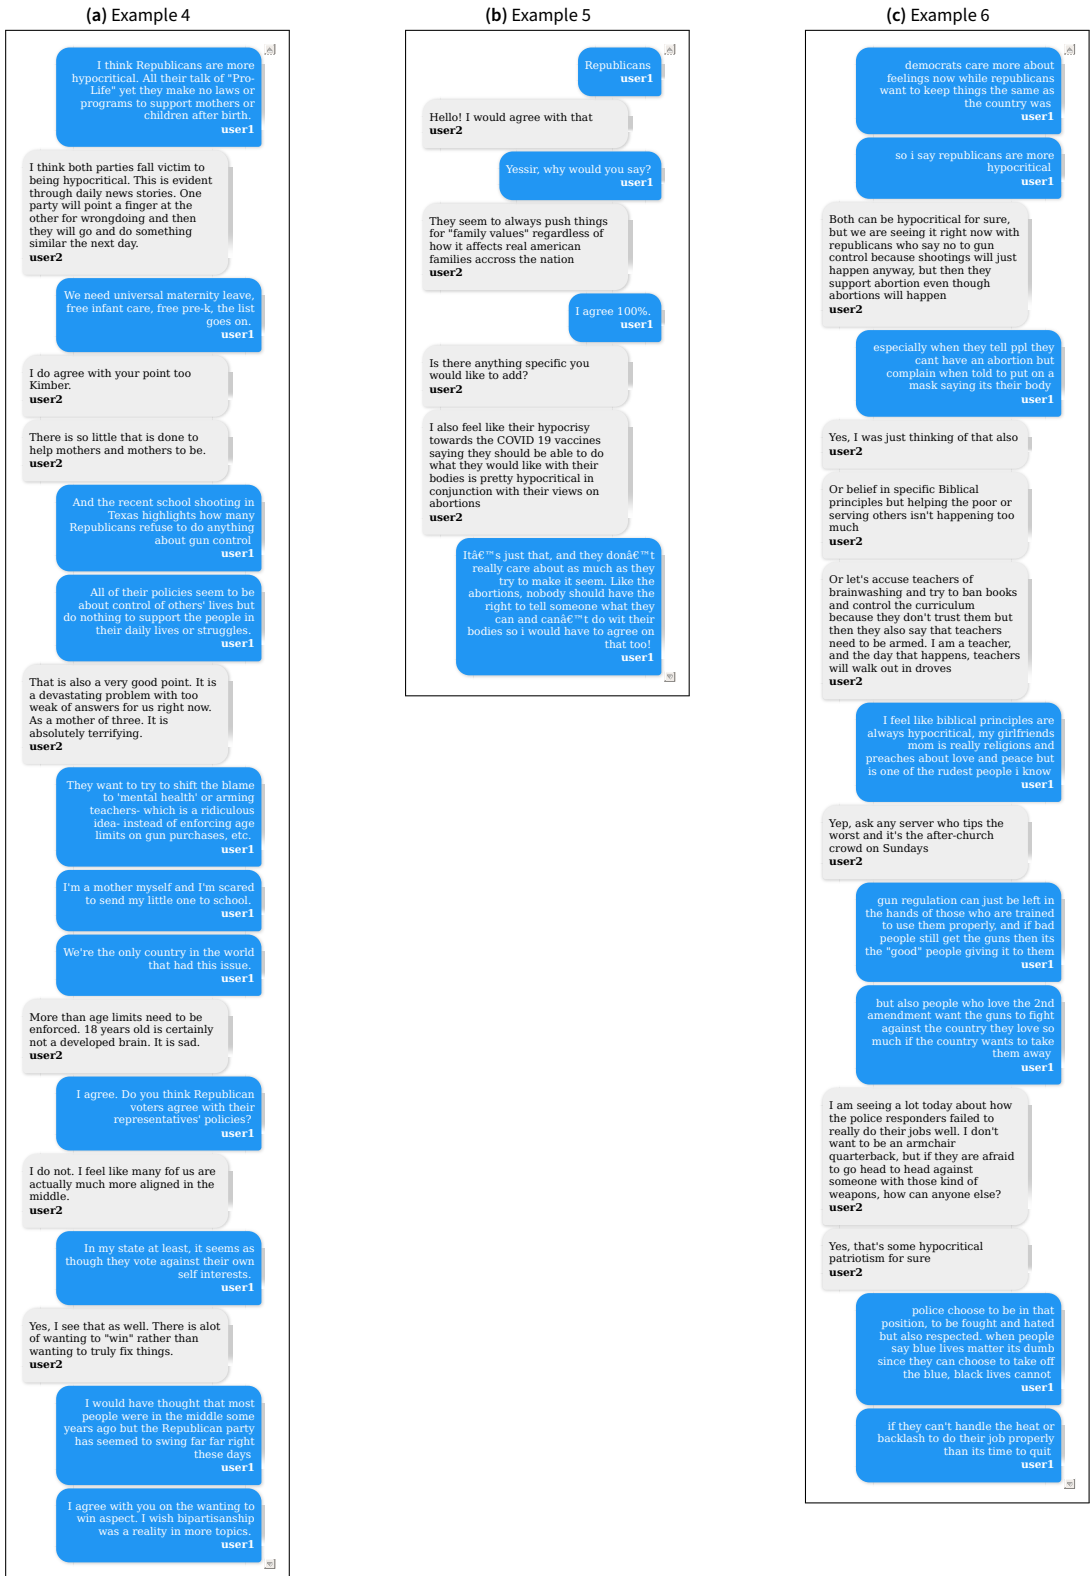 (a) Example 4
I think Republicans are more
hypocritical. All their talk of "Pro-
Life" yet they make no laws or
programs to support mothers or
children after birth.
user1
I think both parties fall victim to
being hypocritical. This is evident
through daily news stories. One
party will point a finger at the
other for wrongdoing and then
they will go and do something
similar the next day.
user2
We need universal maternity leave,
free infant care, free pre-k, the list
goes on.
user1
I do agree with your point too
Kimber.
user2
There is so little that is done to
help mothers and mothers to be.
user2
And the recent school shooting in
Texas highlights how many
Republicans refuse to do anything
about gun control
user1
All of their policies seem to be
about control of others' lives but
do nothing to support the people in
their daily lives or struggles.
user1
That is also a very good point. It is
a devastating problem with too
weak of answers for us right now.
As a mother of three. It is
absolutely terrifying.
user2
They want to try to shift the blame
to 'mental health' or arming
teachers- which is a ridiculous
idea- instead of enforcing age
limits on gun purchases, etc.
user1
I'm a mother myself and I'm scared
to send my little one to school.
user1
We're the only country in the world
that had this issue.
user1
More than age limits need to be
enforced. 18 years old is certainly
not a developed brain. It is sad.
user2
I agree. Do you think Republican
voters agree with their
representatives' policies?
user1
I do not. I feel like many fof us are
actually much more aligned in the
middle.
user2
In my state at least, it seems as
though they vote against their own
self interests.
user1
Yes, I see that as well. There is alot
of wanting to "win" rather than
wanting to truly fix things.
user2
I would have thought that most
people were in the middle some
years ago but the Republican party
has seemed to swing far far right
these days
user1
I agree with you on the wanting to
win aspect. I wish bipartisanship
was a reality in more topics.
user1
(b) Example 5
Republicans
user1
Hello! I would agree with that
user2
Yessir, why would you say?
user1
They seem to always push things
for "family values" regardless of
how it affects real american
families accross the nation
user2
I agree 100%.
user1
Is there anything specific you
would like to add?
user2
I also feel like their hypocrisy
towards the COVID 19 vaccines
saying they should be able to do
what they would like with their
bodies is pretty hypocritical in
conjunction with their views on
abortions
user2
Itâ€™s just that, and they donâ€™t
really care about as much as they
try to make it seem. Like the
abortions, nobody should have the
right to tell someone what they
can and canâ€™t do wit their
bodies so i would have to agree on
that too!
user1
(c) Example 6
democrats care more about
feelings now while republicans
want to keep things the same as
the country was
user1
so i say republicans are more
hypocritical
user1
Both can be hypocritical for sure,
but we are seeing it right now with
republicans who say no to gun
control because shootings will just
happen anyway, but then they
support abortion even though
abortions will happen
user2
especially when they tell ppl they
cant have an abortion but
complain when told to put on a
mask saying its their body
user1
Yes, I was just thinking of that also
user2
Or belief in specific Biblical
principles but helping the poor or
serving others isn't happening too
much
user2
Or let's accuse teachers of
brainwashing and try to ban books
and control the curriculum
because they don't trust them but
then they also say that teachers
need to be armed. I am a teacher,
and the day that happens, teachers
will walk out in droves
user2
I feel like biblical principles are
always hypocritical, my girlfriends
mom is really religions and
preaches about love and peace but
is one of the rudest people i know
user1
Yep, ask any server who tips the
worst and it's the after-church
crowd on Sundays
user2
gun regulation can just be left in
the hands of those who are trained
to use them properly, and if bad
people still get the guns then its
the "good" people giving it to them
user1
but also people who love the 2nd
amendment want the guns to fight
against the country they love so
much if the country wants to take
them away
user1
I am seeing a lot today about how
the police responders failed to
really do their jobs well. I don't
want to be an armchair
quarterback, but if they are afraid
to go head to head against
someone with those kind of
weapons, how can anyone else?
user2
Yes, that's some hypocritical
patriotism for sure
user2
police choose to be in that
position, to be fought and hated
but also respected. when people
say blue lives matter its dumb
since they can choose to take off
the blue, black lives cannot
user1
if they can't handle the heat or
backlash to do their job properly
than its time to quit
user1